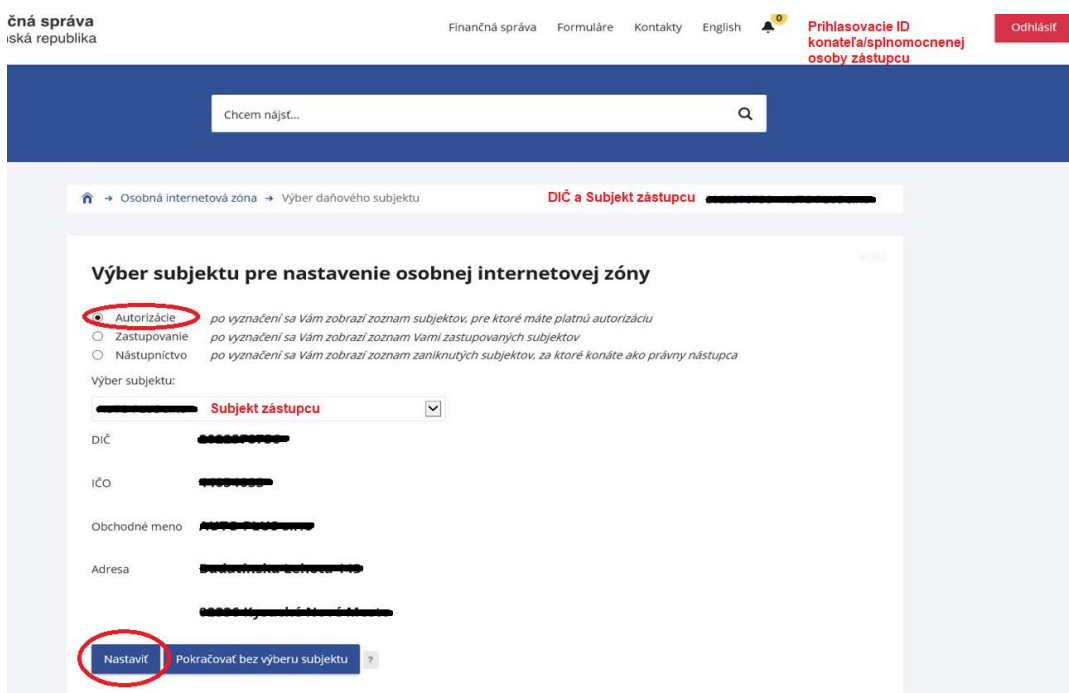 čná správa
nská republika
Finančná správa Formuláre Kontakty English 0
Prihlasovacie ID
konateľa/splnomocnenej
osoby zástupcu
Odhlásiť
Chcem nájsť...
Osobná internetová zóna → Výber daňového subjektu
DIČ a Subjekt zástupcu
Výber subjektu pre nastavenie osobnej internetovej zóny
Autorizácie po vyznačení sa Vám zobrazí zoznam subjektov, pre ktoré máte platnú autorizáciu
Zastupovanie po vyznačení sa Vám zobrazí zoznam Vami zastupovaných subjektov
Nástupníctvo po vyznačení sa Vám zobrazí zoznam zaniknutých subjektov, za ktoré konáte ako právny nástupca
Výber subjektu:
Subjekt zástupcu
DIČ
IČO
Obchodné meno
Adresa
Nastaviť Pokračovať bez výberu subjektu ?